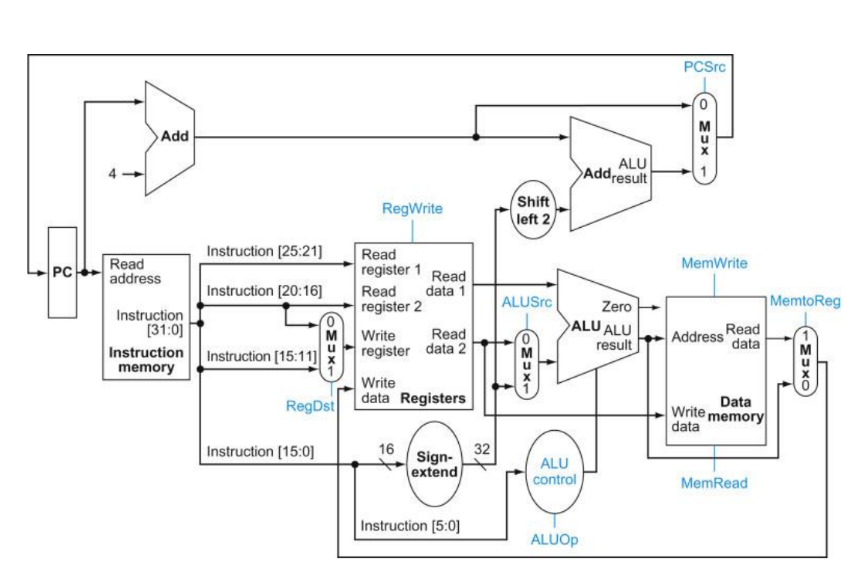 PCSrc
0
M
u
x
1
Add
4
Add
ALU
result
Shift
left 2
RegWrite
PC
Read
address
Instruction
[31:0]
Instruction
memory
Instruction [25:21]
Instruction [20:16]
Instruction [15:11]
0
M
u
x
1
RegDst
Read
register 1
Read
register 2
Write
register
Write
data
Read
data 1
Read
data 2
Registers
ALUSrc
0
M
u
x
1
Zero
ALU
ALU
result
MemWrite
Address
Read
data
Write
data
Data
memory
MemRead
MemtoReg
1
M
u
x
0
Instruction [15:0]
16
Sign-
extend
32
ALU
control
ALUOp
Instruction [5:0]